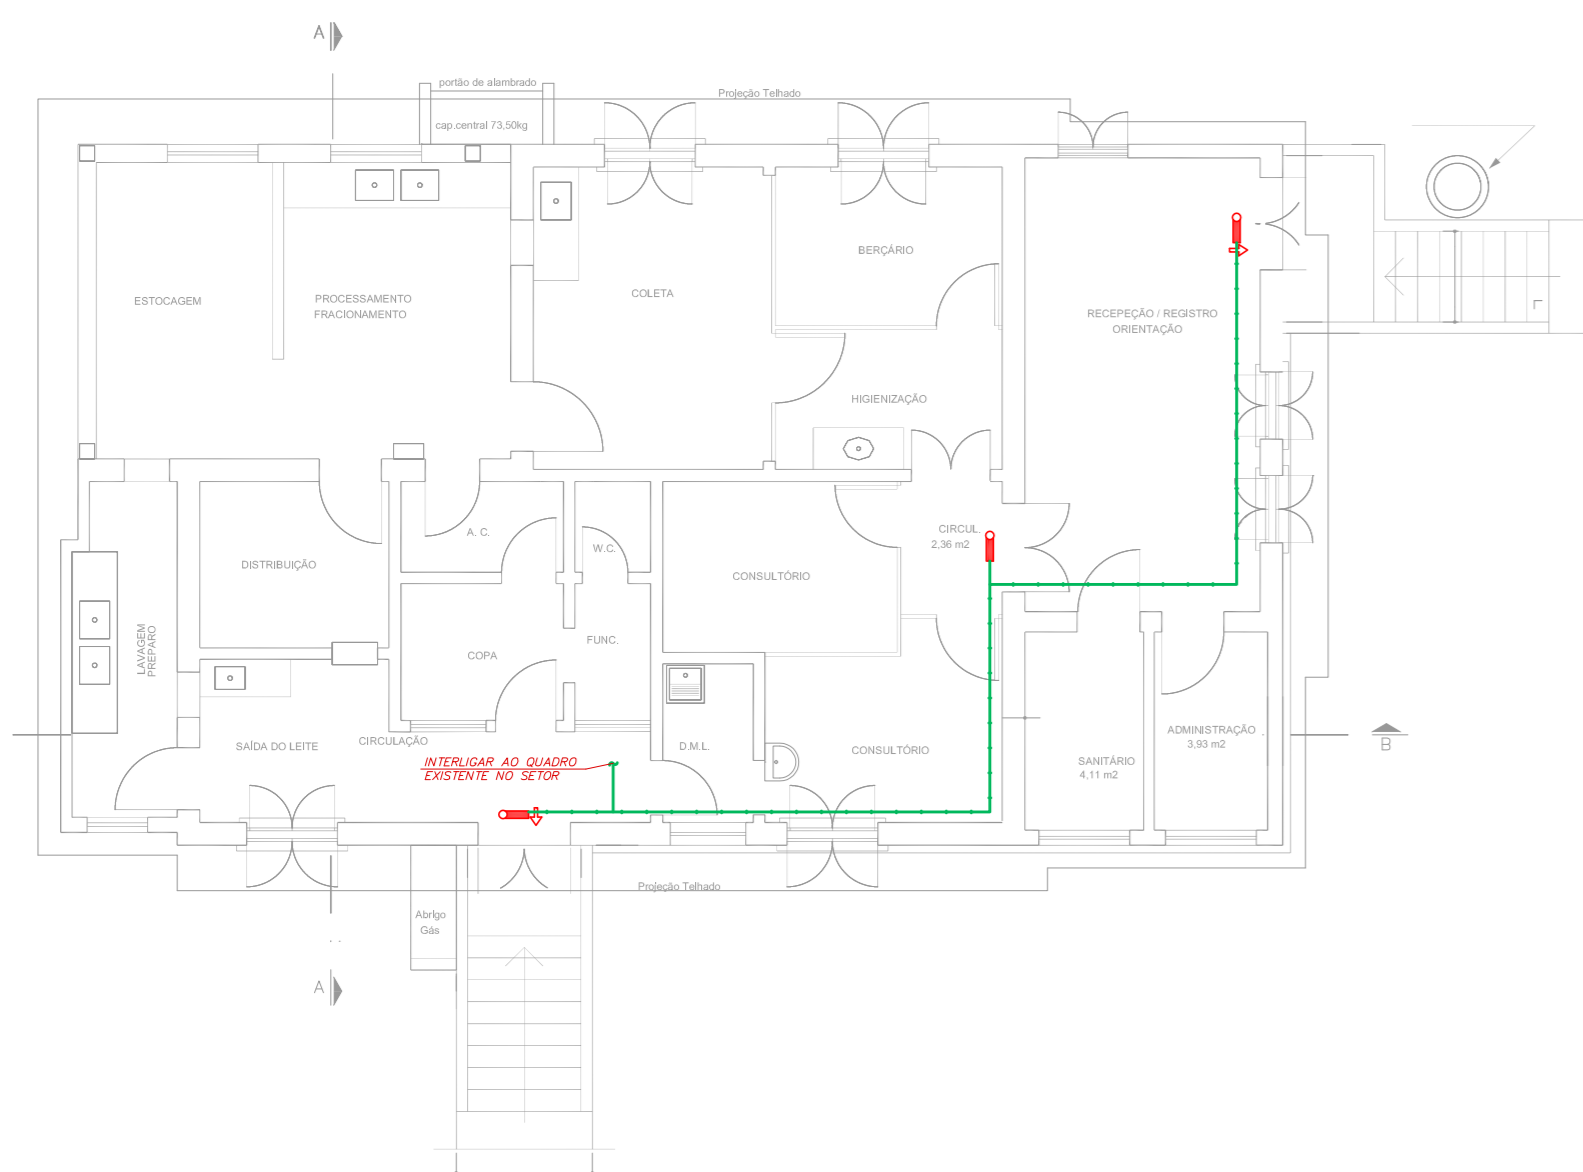 A
portão de alambrado
Projeção Telhado
cap.central 73,50kg
BERÇÁRIO
COLETA
ESTOCAGEM
PROCESSAMENTO
FRACIONAMENTO
RECEPEÇÃO / REGISTRO
ORIENTAÇÃO
HIGIENIZAÇÃO
A. C.
W.C.
CIRCUL.
2,36 m2
DISTRIBUIÇÃO
CONSULTÓRIO
LAVAGEM
PREPARO
FUNC.
COPA
ADMINISTRAÇÃO
3,93 m2
SAÍDA DO LEITE
CIRCULAÇÃO
D.M.L.
CONSULTÓRIO
SANITÁRIO
4,11 m2
B
INTERLIGAR AO QUADRO
EXISTENTE NO SETOR
Projeção Telhado
Abrigo
Gás
A